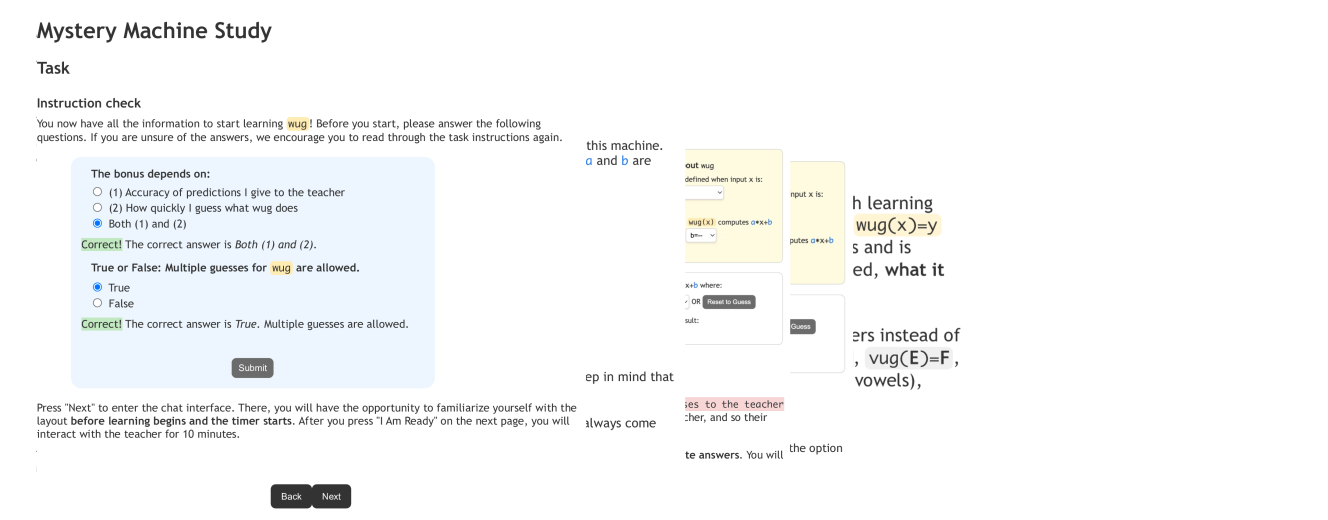 Mystery Machine Study
Task
Instruction check
You now have all the information to start learning wug! Before you start, please answer the following
questions. If you are unsure of the answers, we encourage you to read through the task instructions again.
The bonus depends on:
(1) Accuracy of predictions I give to the teacher
(2) How quickly I guess what wug does
Both (1) and (2)
Correct! The correct answer is Both (1) and (2).
True or False: Multiple guesses for wug are allowed.
True
False
Correct! The correct answer is True. Multiple guesses are allowed.
Submit
Press "Next" to enter the chat interface. There, you will have the opportunity to familiarize yourself with the
layout before learning begins and the timer starts. After you press "I Am Ready" on the next page, you will
interact with the teacher for 10 minutes.
Back Next
this machine.
a and b are
ep in mind that
always come
out wug
defined when input x is:
wug(x) computes a*x+b
b=--
x+b where:
OR Reset to Guess
sult:
ses to the teacher
cher, and so their
te answers. You will
nput x is:
putes a*x+b
Guess
the option
h learning
wug(x)=y
s and is
ed, what it
ers instead of
, vug(E)=F,
vowels),